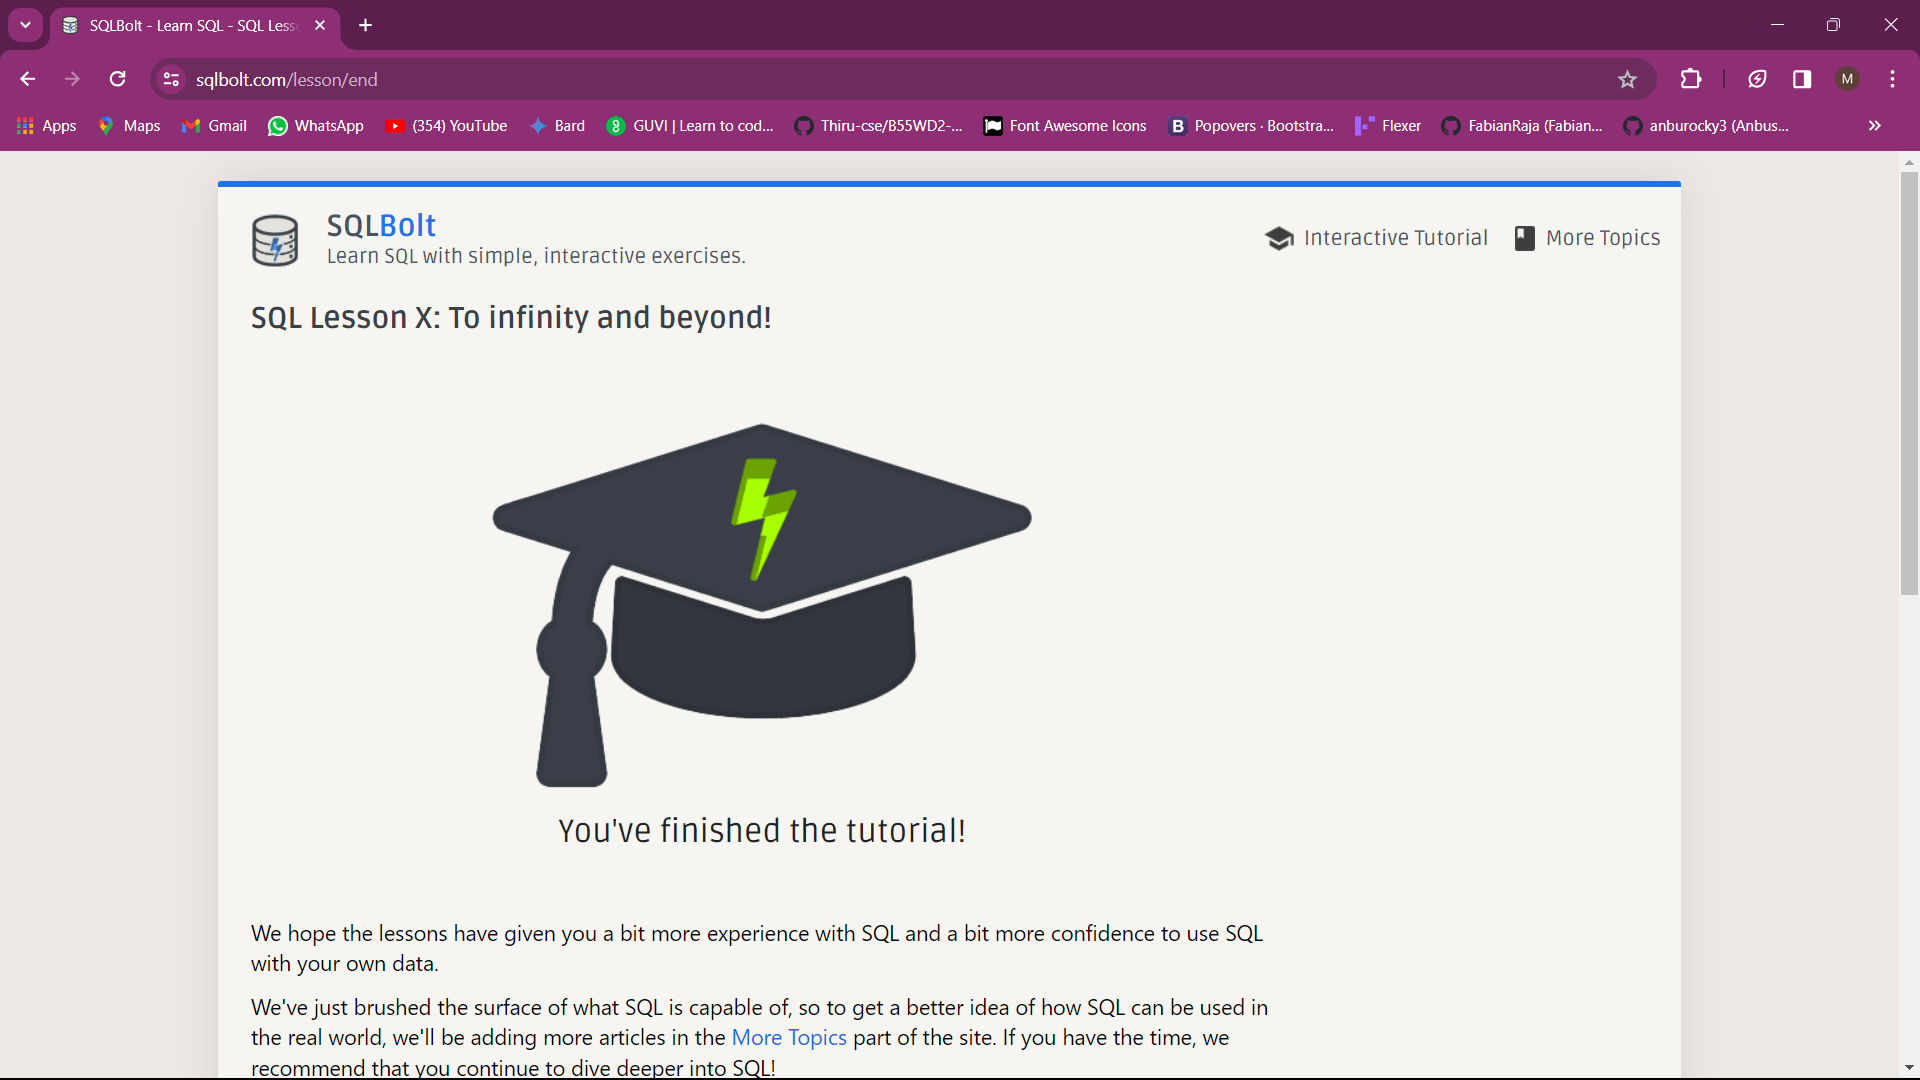 SQLBolt - Learn SQL - SQL Less
sqlbolt.com/lesson/end
M
Apps
Maps
Gmail
WhatsApp
(354) YouTube
Bard
GUVI | Learn to cod...
Thiru-cse/B55WD2-...
Font Awesome Icons
B Popovers · Bootstra...
Flexer
FabianRaja (Fabian...
anburocky3 (Anbus...
SQLBolt
Learn SQL with simple, interactive exercises.
Interactive Tutorial
More Topics
SQL Lesson X: To infinity and beyond!
You've finished the tutorial!
We hope the lessons have given you a bit more experience with SQL and a bit more confidence to use SQL
with your own data.
We've just brushed the surface of what SQL is capable of, so to get a better idea of how SQL can be used in
the real world, we'll be adding more articles in the More Topics part of the site. If you have the time, we
recommend that you continue to dive deeper into SQL!